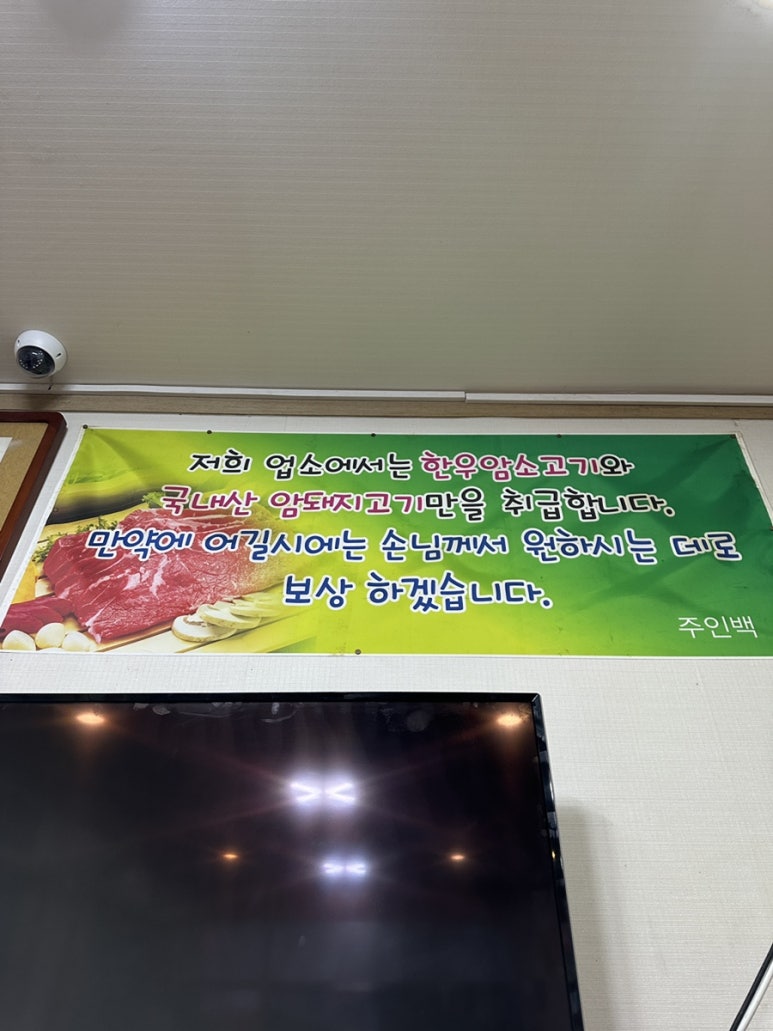 저희 업소에서는 한우암소고기와
국내산 암돼지고기만을 취급합니다.
만약에 어길시에는 손님께서 원하시는 데로
보상 하겠습니다.
주인백